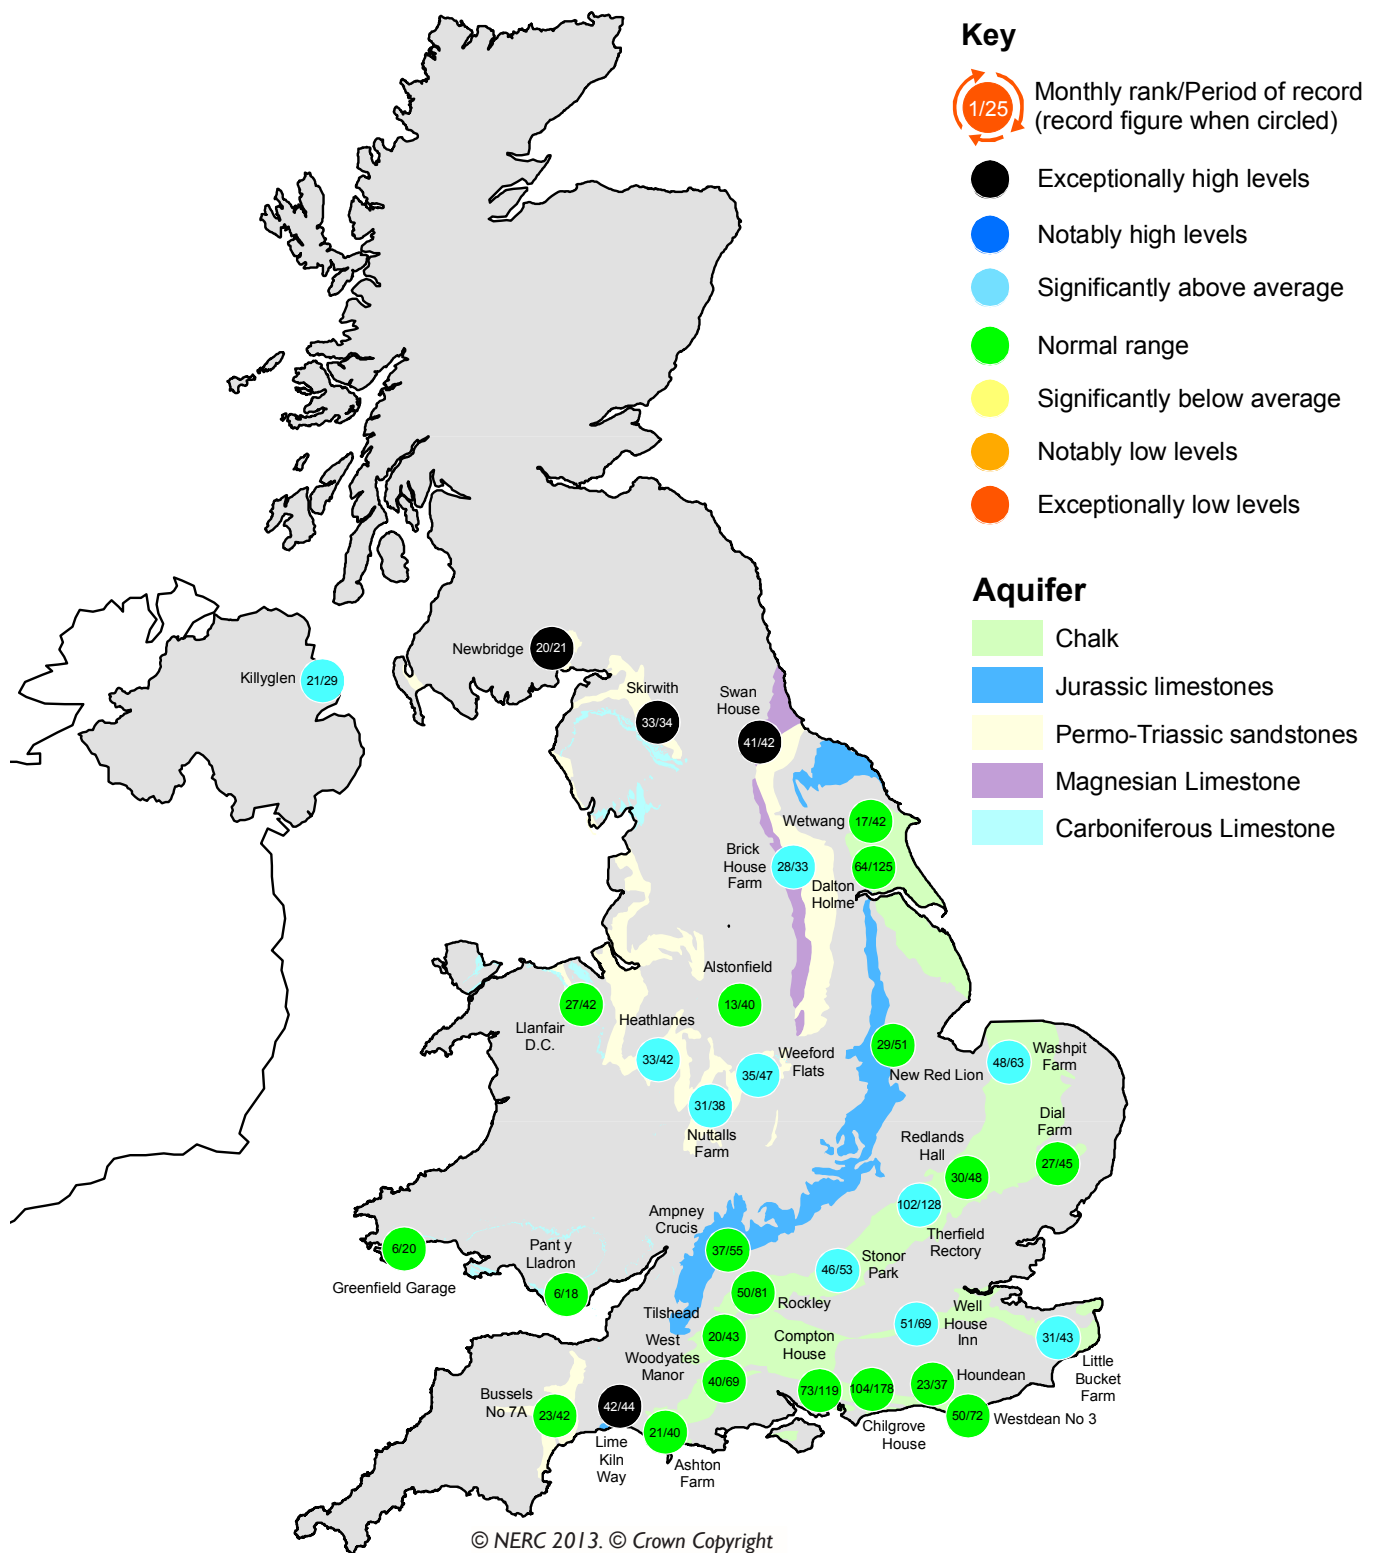 Key
1/25
Monthly rank/Period of record
(record figure when circled)
Exceptionally high levels
Notably high levels
Significantly above average
Normal range
Significantly below average
Notably low levels
Exceptionally low levels
Aquifer
Chalk
Jurassic limestones
Permo-Triassic sandstones
Magnesian Limestone
Carboniferous Limestone
Newbridge
20/21
Killyglen
21/29
Skirwith
33/34
Swan
House
41/42
Wetwang
17/42
Brick
House
Farm
28/33
64/125
Dalton
Holme
Alstonfield
13/40
27/42
Llanfair
D.C.
Heathlanes
33/42
Weeford
Flats
35/47
31/38
Nuttalls
Farm
29/51
New Red Lion
48/63
Washpit
Farm
Dial
Farm
27/45
Redlands
Hall
30/48
102/128
Therfield
Rectory
Ampney
Crucis
37/55
Stonor
Park
46/53
6/20
Greenfield Garage
Pant y
Lladron
6/18
50/81
Rockley
Tilshead
20/43
West
Woodyates
Manor
40/69
Compton
House
73/119
Well
House
Inn
51/69
31/43
Little
Bucket
Farm
104/178
Chilgrove
House
23/37
Houndean
50/72
Westdean No 3
Bussels
No 7A
23/42
42/44
Lime
Kiln
Way
21/40
Ashton
Farm
© NERC 2013. © Crown Copyright